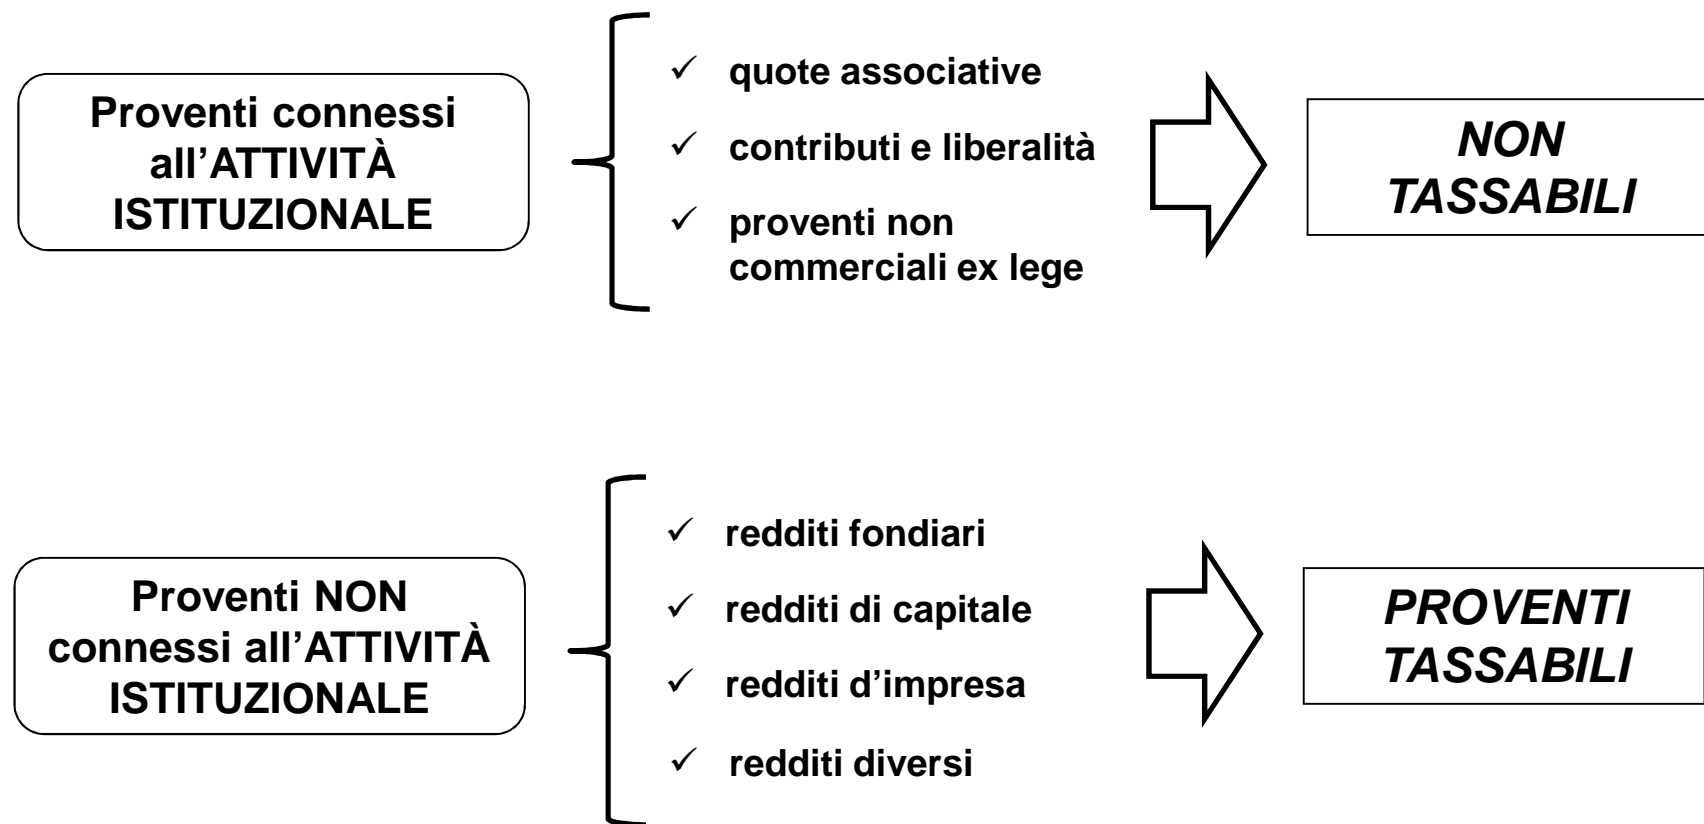 Proventi connessi
all’ATTIVITÀ
ISTITUZIONALE
✓ quote associative
✓ contributi e liberalità
✓ proventi non
commerciali ex lege
NON
TASSABILI
Proventi NON
connessi all’ATTIVITÀ
ISTITUZIONALE
✓ redditi fondiari
✓ redditi di capitale
✓ redditi d’impresa
✓ redditi diversi
PROVENTI
TASSABILI